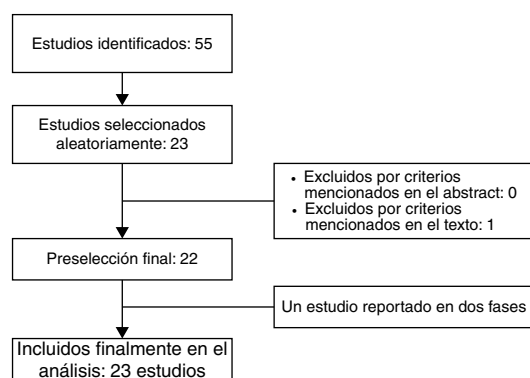 Estudios identificados: 55
Estudios seleccionados
aleatoriamente: 23
• Excluidos por criterios
mencionados en el abstract: 0
• Excluidos por criterios
mencionados en el texto: 1
Preselección final: 22
Un estudio reportado en dos fases
Incluidos finalmente en el
análisis: 23 estudios